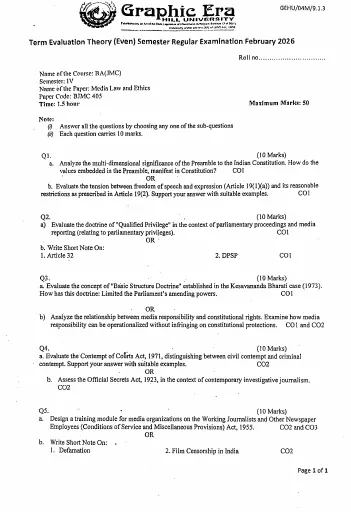 GEHU/04M/9.1.3
Graphic Era
HILL UNIVERSITY
Term Evaluation Theory (Even) Semester Regular Examination February 2026
Roll no.............................
Name of the Course: BA(JMC)
Semester: IV
Name of the Paper: Media Law and Ethics
Paper Code: BJMC 405
Time: 1.5 hour Maximum Marks: 50
Note:
(i) Answer all the questions by choosing any one of the sub-questions
(ii) Each question carries 10 marks.
Q1. (10 Marks)
a. Analyze the multi-dimensional significance of the Preamble to the Indian Constitution. How do the
values embedded in the Preamble, manifest in Constitution? CO1
OR
b. Evaluate the tension between freedom of speech and expression (Article 19(1)(a)) and its reasonable
restrictions as prescribed in Article 19(2). Support your answer with suitable examples. CO1
Q2. (10 Marks)
a) Evaluate the doctrine of "Qualified Privilege" in the context of parliamentary proceedings and media
reporting (relating to parliamentary privileges). CO1
OR
b. Write Short Note On:
1. Article 32 2. DPSP CO1
Q3. (10 Marks)
a. Evaluate the concept of "Basic Structure Doctrine" established in the Kesavananda Bharati case (1973).
How has this doctrine: Limited the Parliament's amending powers. CO1
OR
b) Analyze the relationship between media responsibility and constitutional rights. Examine how media
responsibility can be operationalized without infringing on constitutional protections. CO1 and CO2
Q4. (10 Marks)
a. Evaluate the Contempt of Courts Act, 1971, distinguishing between civil contempt and criminal
contempt. Support your answer with suitable examples. CO2
OR
b. Assess the Official Secrets Act, 1923, in the context of contemporary investigative journalism.
CO2
Q5. (10 Marks)
a. Design a training module for media organizations on the Working Journalists and Other Newspaper
Employees (Conditions of Service and Miscellaneous Provisions) Act, 1955. CO2 and CO3
OR
b. Write Short Note On:
1. Defamation 2. Film Censorship in India CO2
Page 1 of 1